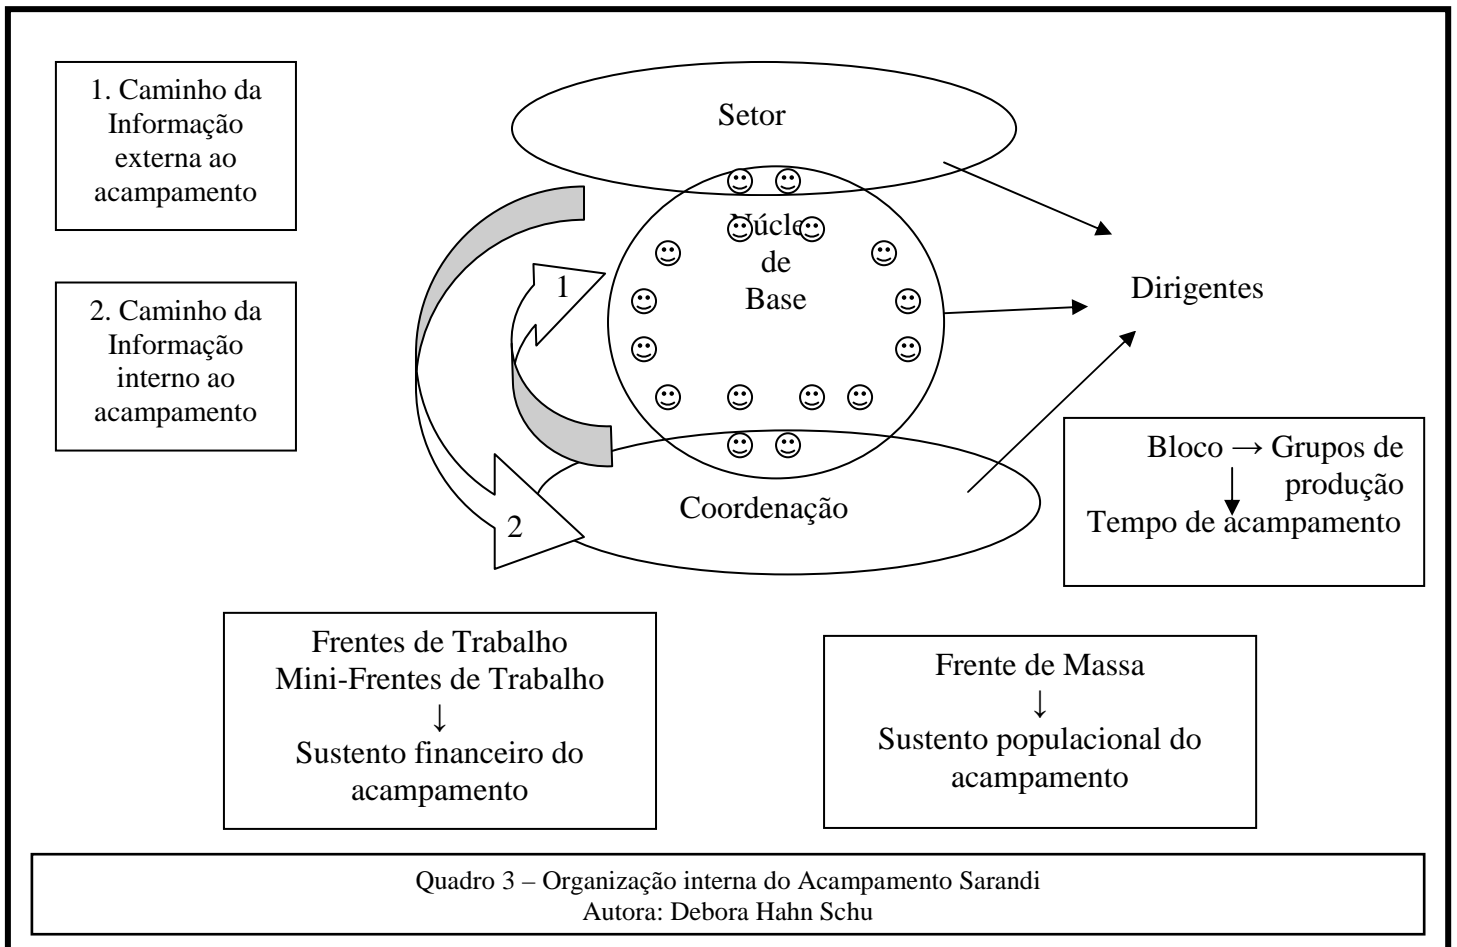 1. Caminho da
Informação
externa ao
acampamento
Setor
Núcleo
de
Base
1
2. Caminho da
Informação
interno ao
acampamento
Dirigentes
2
Coordenação
Bloco → Grupos de
produção
Tempo de acampamento
Frentes de Trabalho
Mini-Frentes de Trabalho
↓
Sustento financeiro do
acampamento
Frente de Massa
↓
Sustento populacional do
acampamento
Quadro 3 – Organização interna do Acampamento Sarandi
Autora: Debora Hahn Schu